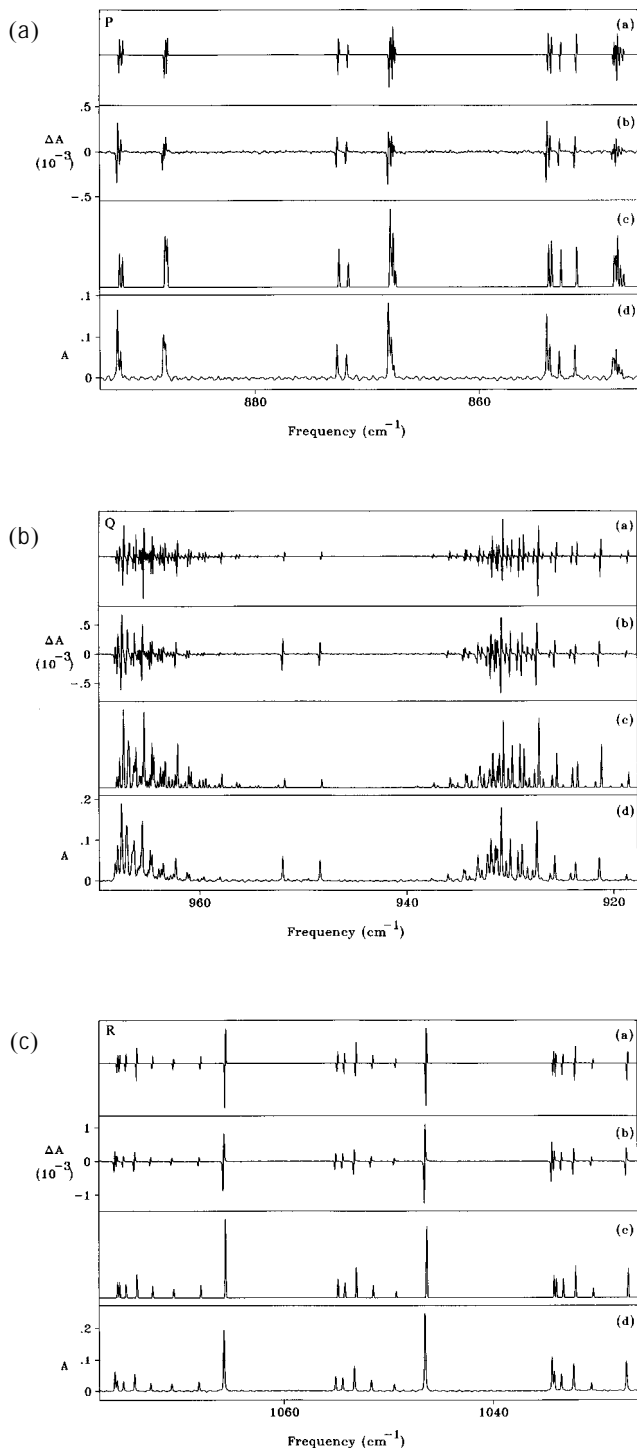 (a)
P
(a)
.5
(b)
ΔA
(10⁻³)
0
-.5
(c)
.1
(d)
.1
A
0
880
860
Frequency (cm⁻¹)
(b)
Q
(a)
(b)
.5
ΔA
(10⁻³)
0
-.5
(c)
.2
(d)
.1
A
0
960
940
920
Frequency (cm⁻¹)
(c)
R
(a)
(b)
1
ΔA
(10⁻³)
0
-1
(c)
(d)
.2
.1
A
0
1060
1040
Frequency (cm⁻¹)